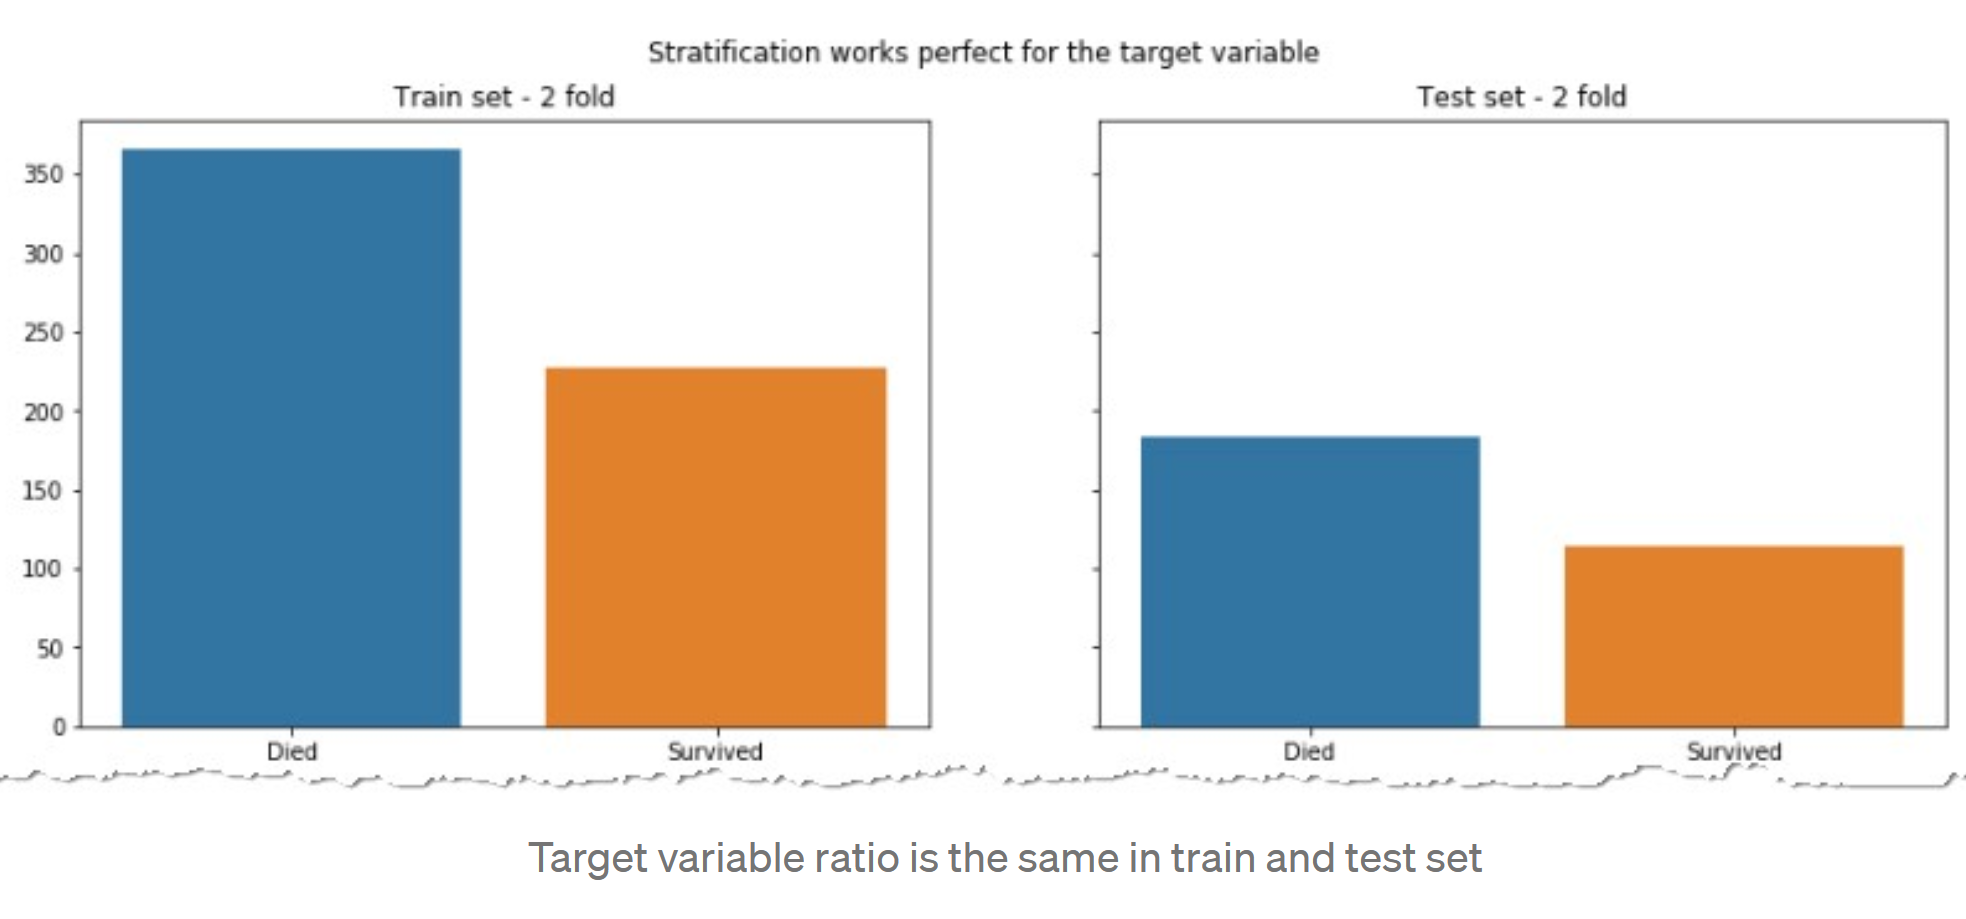 Stratification works perfect for the target variable
Train set - 2 fold
Test set - 2 fold
350
300
250
200
150
100
50
0
Died
Survived
Died
Survived
Target variable ratio is the same in train and test set